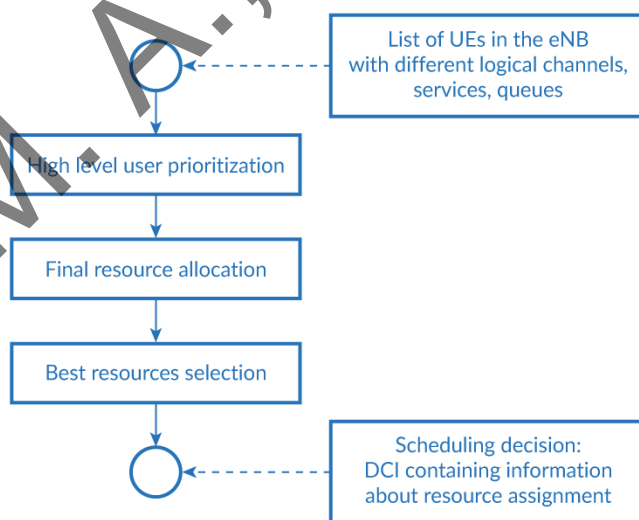 List of UEs in the eNB
with different logical channels,
services, queues
High level user prioritization
Final resource allocation
Best resources selection
Scheduling decision:
DCI containing information
about resource assignment
M. A.